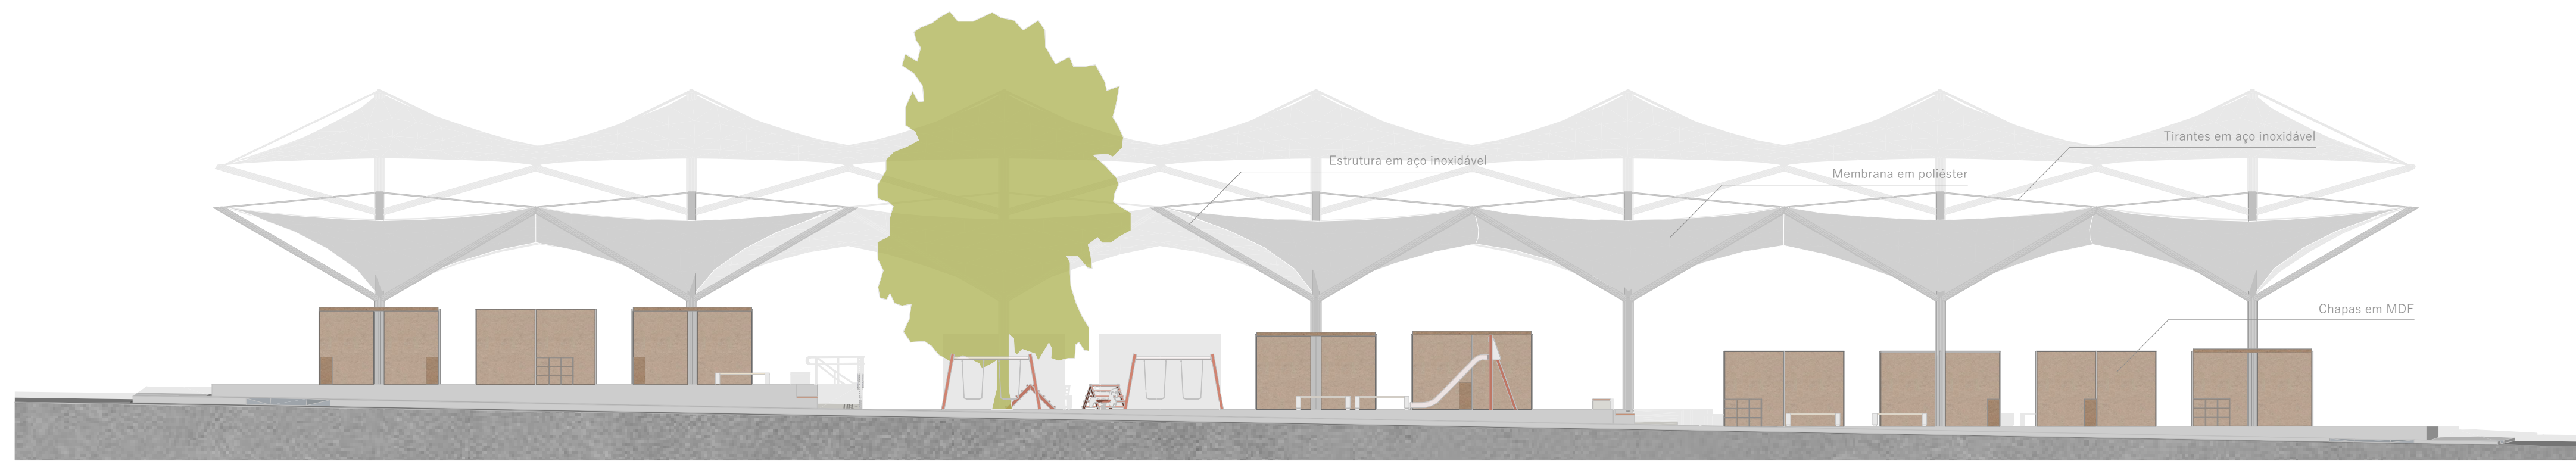 Tirantes em aço inoxidável
Estrutura em aço inoxidável
Membrana em poliéster
Chapas em MDF